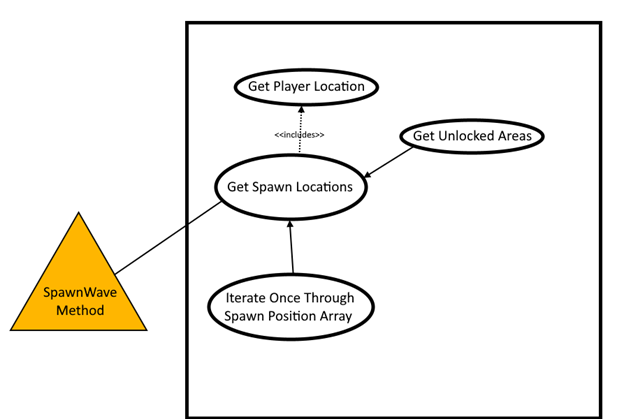 Get Player Location
<<includes>>
Get Unlocked Areas
Get Spawn Locations
SpawnWave
Method
Iterate Once Through
Spawn Position Array